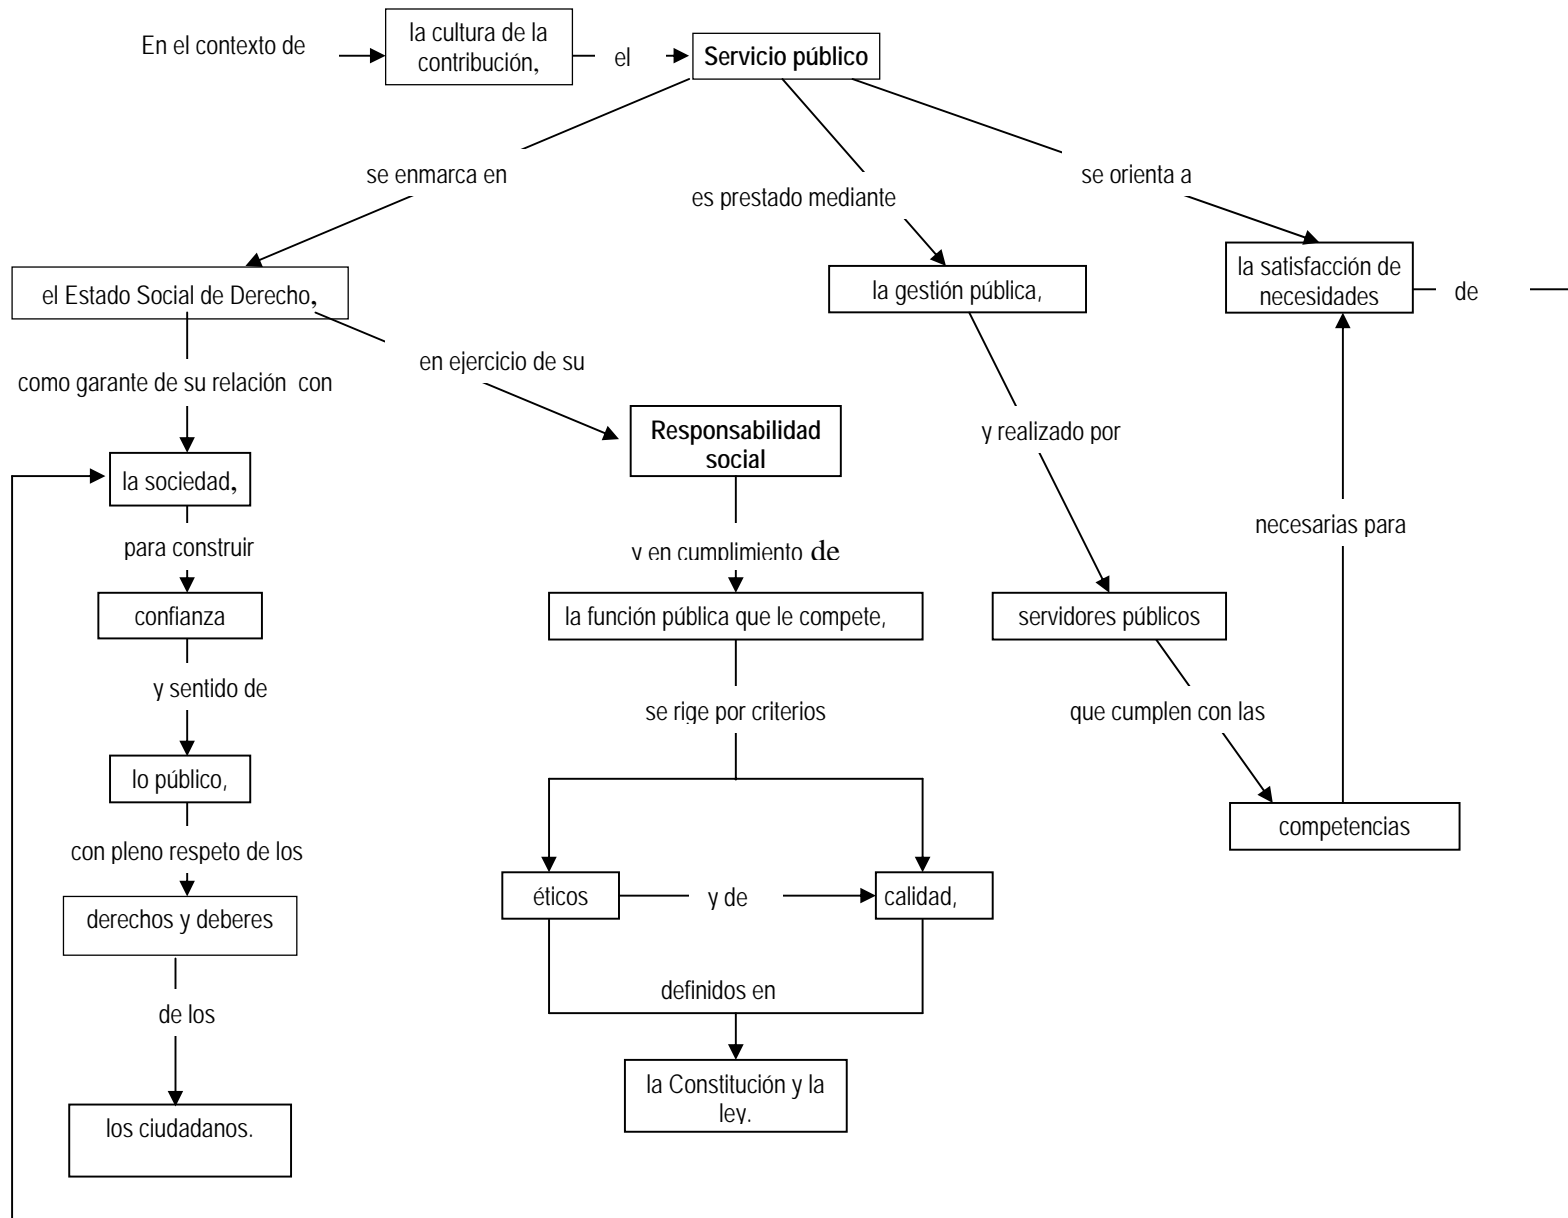 En el contexto de
la cultura de la
contribución,
el
Servicio público
se enmarca en
es prestado mediante
se orienta a
el Estado Social de Derecho,
la gestión pública,
la satisfacción de
necesidades
de
como garante de su relación con
en ejercicio de su
Responsabilidad
social
y realizado por
la sociedad,
necesarias para
para construir
y en cumplimiento de
confianza
la función pública que le compete,
servidores públicos
y sentido de
se rige por criterios
que cumplen con las
lo público,
competencias
con pleno respeto de los
éticos
y de
calidad,
derechos y deberes
definidos en
de los
la Constitución y la
ley.
los ciudadanos.